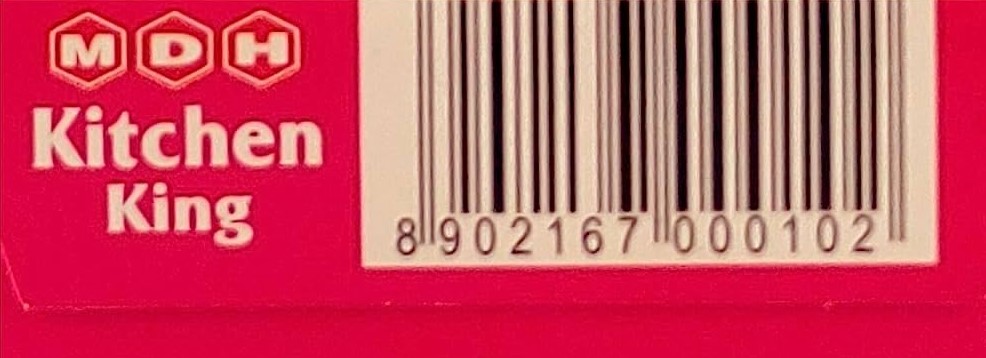 MDH
Kitchen
King
8 902167 000102